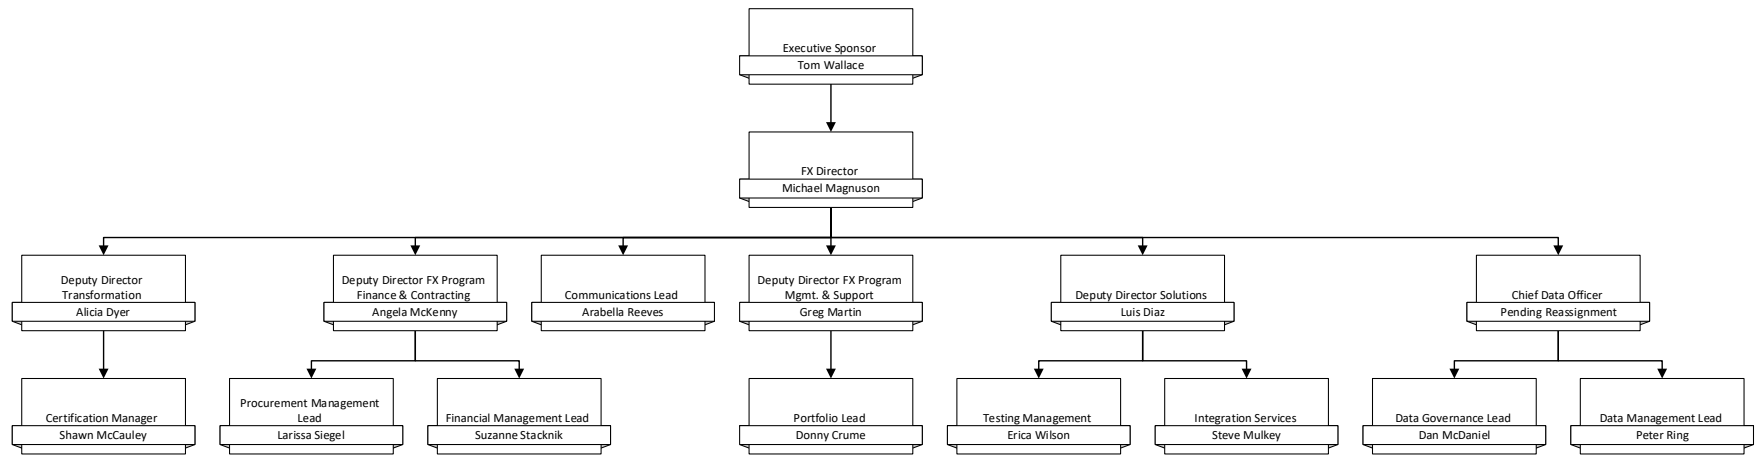 Executive Sponsor
Tom Wallace
FX Director
Michael Magnuson
Deputy Director
Transformation
Alicia Dyer
Deputy Director FX Program
Finance & Contracting
Angela McKenny
Communications Lead
Arabella Reeves
Deputy Director FX Program
Mgmt. & Support
Greg Martin
Deputy Director Solutions
Luis Diaz
Chief Data Officer
Pending Reassignment
Certification Manager
Shawn McCauley
Procurement Management
Lead
Larissa Siegel
Financial Management Lead
Suzanne Stacknik
Portfolio Lead
Donny Crume
Testing Management
Erica Wilson
Integration Services
Steve Mulkey
Data Governance Lead
Dan McDaniel
Data Management Lead
Peter Ring